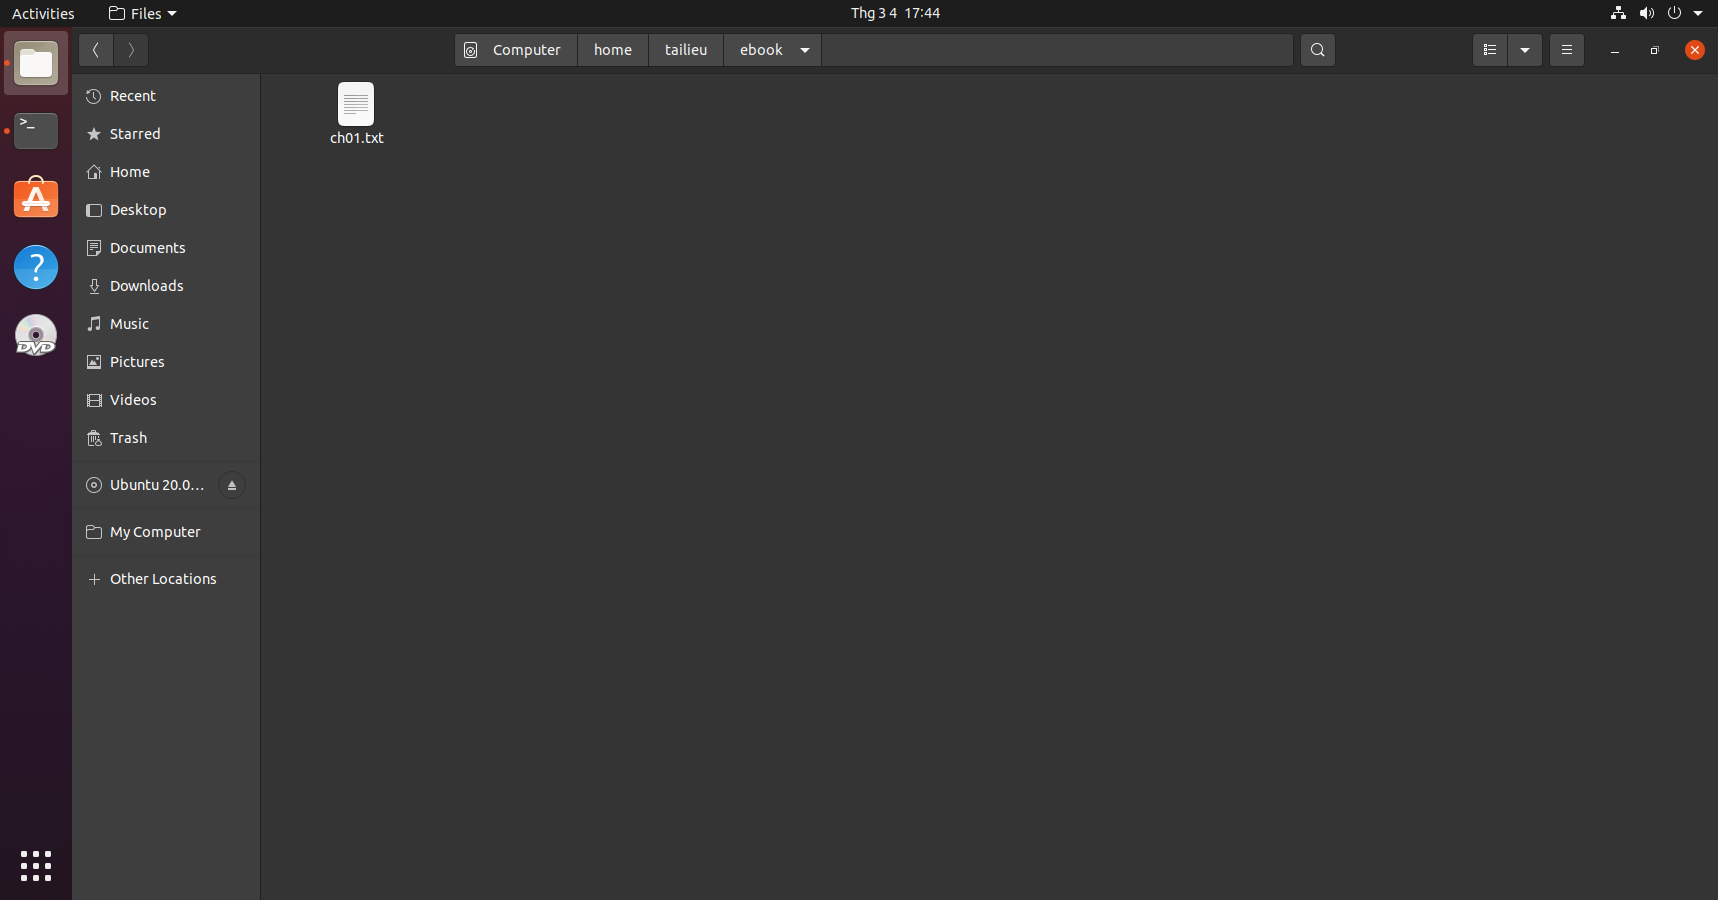 Activities
Files
Thg 3 4 17:44
Computer
home
tailieu
ebook
Recent
Starred
Home
Desktop
Documents
Downloads
Music
Pictures
Videos
Trash
Ubuntu 20.0...
My Computer
Other Locations
ch01.txt
>_
A
?
DVD